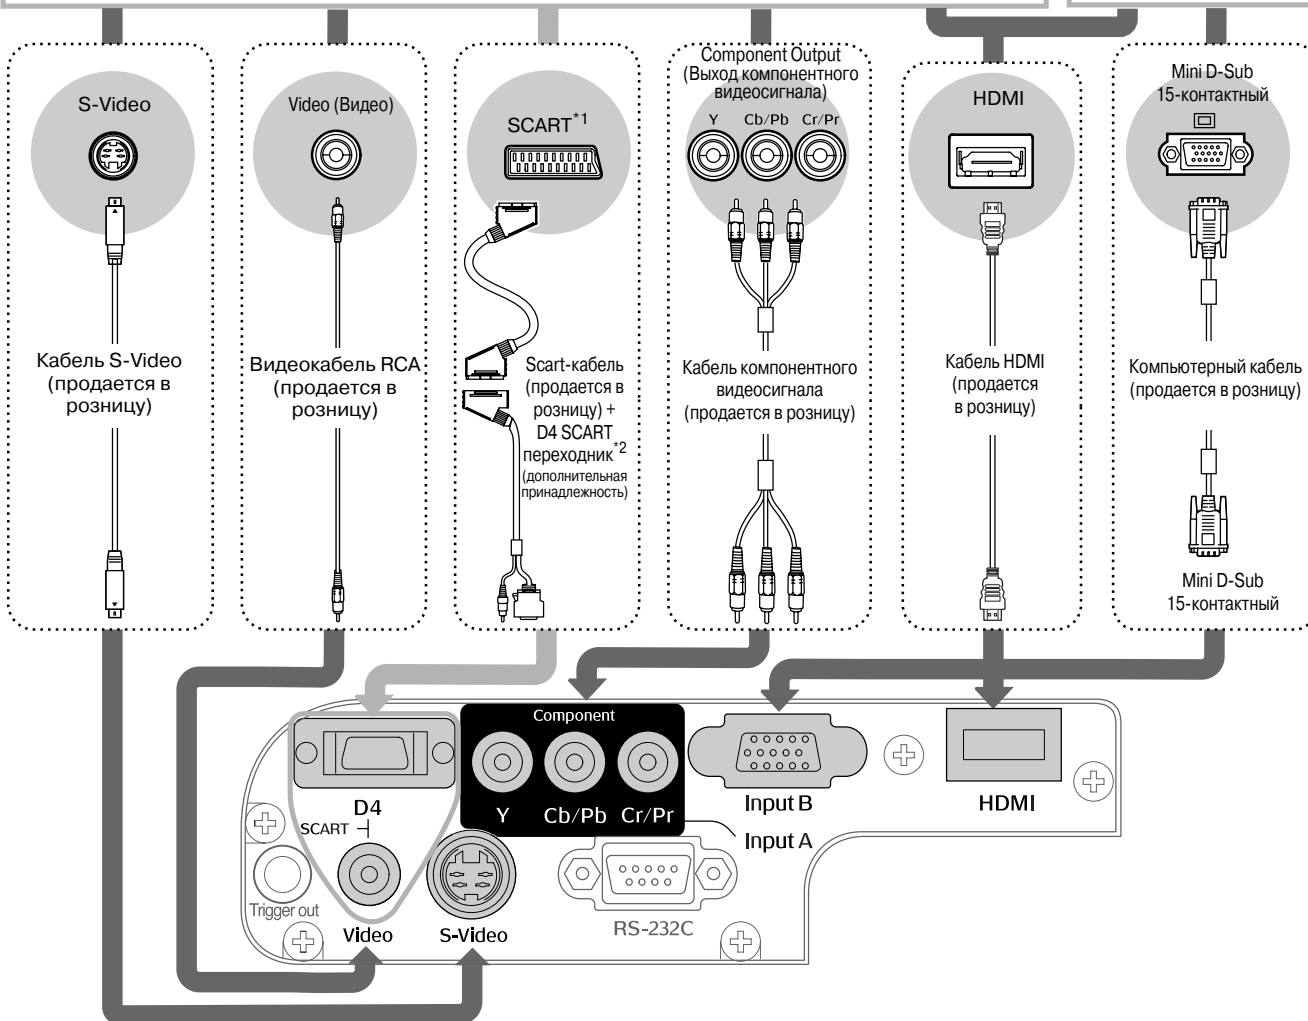 S-Video
Video (Видео)
SCART*1
Component Output
(Выход компонентного
видеосигнала)
Y Cb/Pb Cr/Pr
HDMI
Mini D-Sub
15-контактный
Кабель S-Video
(продается в
розницу)
Видеокабель RCA
(продается в
розницу)
Scart-кабель
(продается в
розницу) +
D4 SCART
переходник*2
(дополнительная
принадлежность)
Кабель компонентного
видеосигнала
(продается в розницу)
Кабель HDMI
(продается
в розницу)
Компьютерный кабель
(продается в розницу)
Mini D-Sub
15-контактный
Component
Y Cb/Pb Cr/Pr
D4
SCART
Input B
Input A
HDMI
Trigger out
Video
S-Video
RS-232C